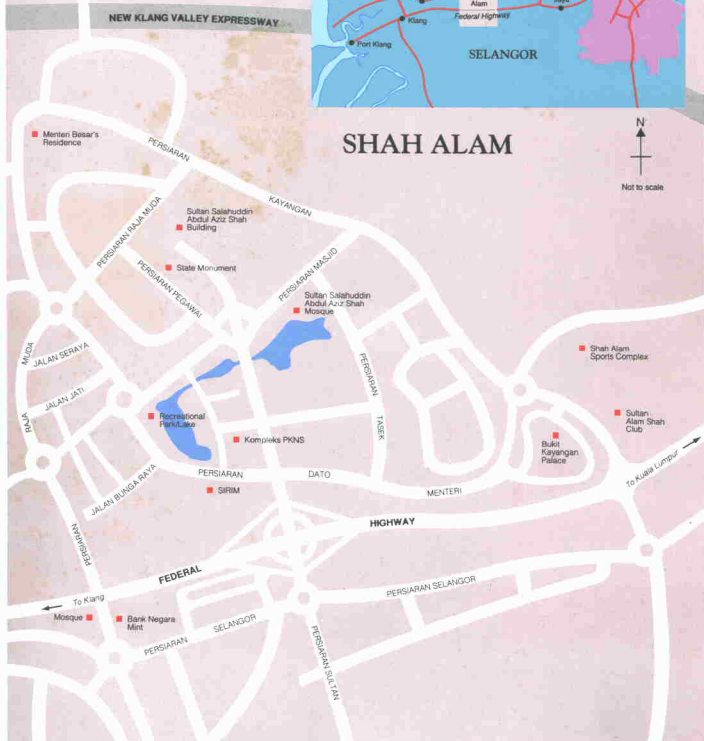 NEW KLANG VALLEY EXPRESSWAY
Alam
Federal Highway
Klang
Port Klang
SELANGOR
SHAH ALAM
N
Not to scale
Menteri Besar's
Residence
PERSIARAN
KAYANGAN
PERSIARAN RAJA MUDA
Sultan Salahuddin
Abdul Aziz Shah
Building
State Monument
PERSIARAN PEGAWAI
PERSIARAN MASJID
Sultan Salahuddin
Abdul Aziz Shah
Mosque
MUDA
JALAN SERAYA
JALAN JATI
RAJA
PERSIARAN
TASEK
Shah Alam
Sports Complex
Recreational
Park/Lake
Kompleks PKNS
Sultan
Alam Shah
Club
Bukit
Kayangan
Palace
To Kuala Lumpur
JALAN BUNGA RAYA
PERSIARAN
DATO
MENTERI
SIRIM
PERSIARAN
FEDERAL
HIGHWAY
To Klang
Mosque
Bank Negara
Mint
PERSIARAN
SELANGOR
PERSIARAN SELANGOR
PERSIARAN SULTAN